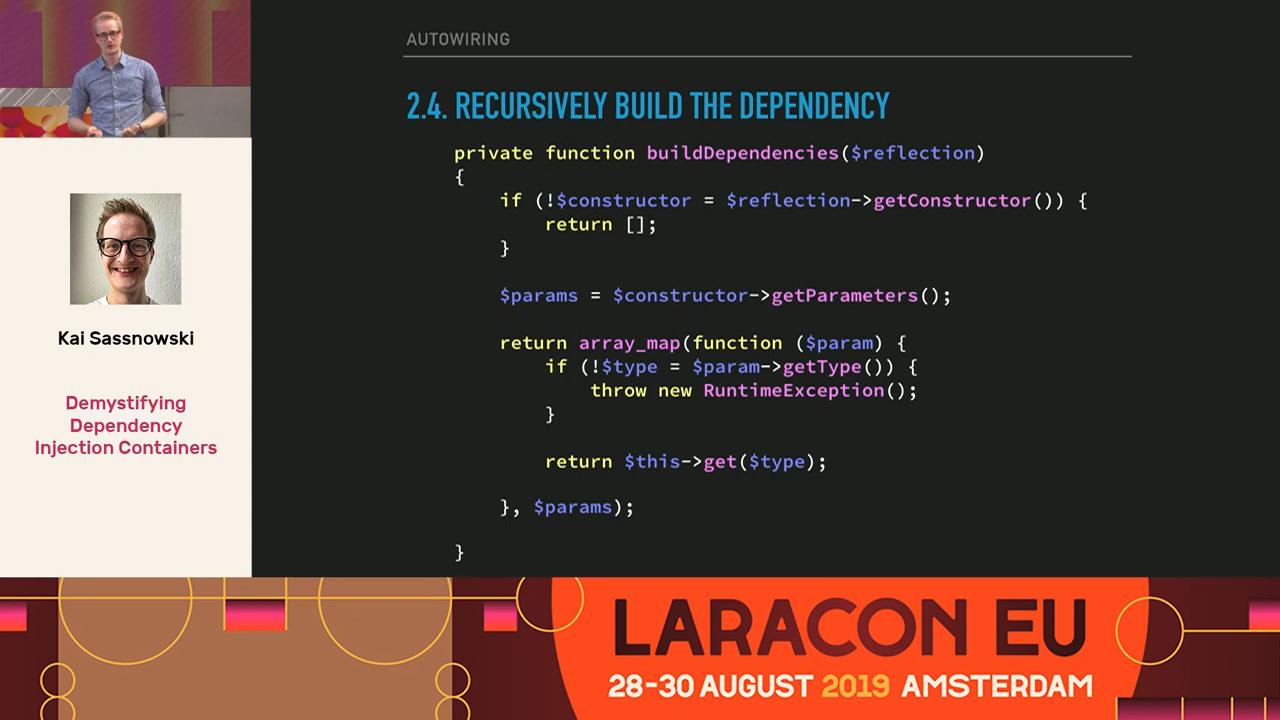 AUTOWIRING
2.4. RECURSIVELY BUILD THE DEPENDENCY
private function buildDependencies($reflection)
{
    if (!$constructor = $reflection->getConstructor()) {
        return [];
    }
    $params = $constructor->getParameters();
    return array_map(function ($param) {
        if (!$type = $param->getType()) {
            throw new RuntimeException();
        }
        return $this->get($type);
    }, $params);
}
Kai Sassnowski
Demystifying
Dependency
Injection Containers
LARACON EU
28-30 AUGUST 2019 AMSTERDAM